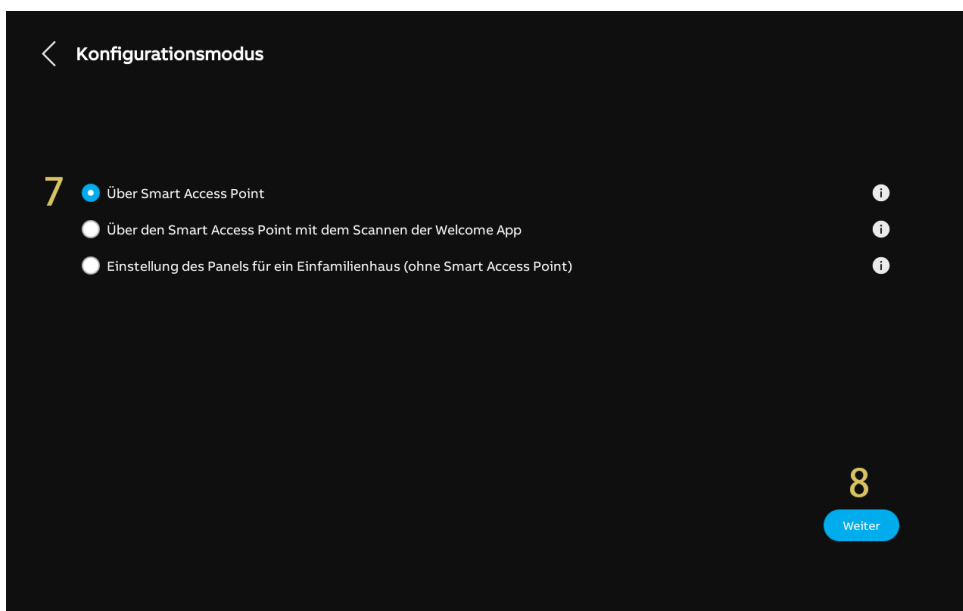 Konfigurationsmodus
7 Über Smart Access Point
Über den Smart Access Point mit dem Scannen der Welcome App
Einstellung des Panels für ein Einfamilienhaus (ohne Smart Access Point)
8
Weiter